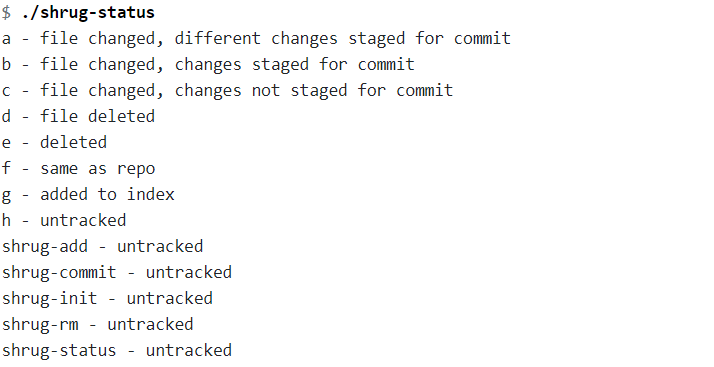 $ ./shrug-status
a - file changed, different changes staged for commit
b - file changed, changes staged for commit
c - file changed, changes not staged for commit
d - file deleted
e - deleted
f - same as repo
g - added to index
h - untracked
shrug-add - untracked
shrug-commit - untracked
shrug-init - untracked
shrug-rm - untracked
shrug-status - untracked